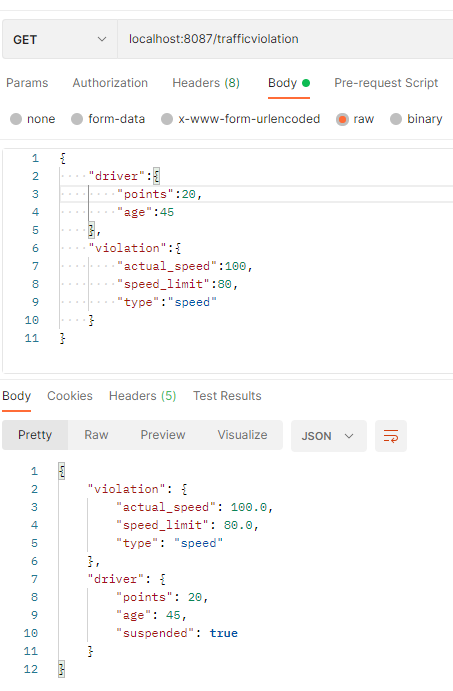 GET localhost:8087/trafficviolation
Params Authorization Headers (8) Body Pre-request Script
none form-data x-www-form-urlencoded raw binary
1 {
2 "driver":{
3 "points":20,
4 "age":45
5 },
6 "violation":{
7 "actual_speed":100,
8 "speed_limit":80,
9 "type":"speed"
10 }
11 }
Body Cookies Headers (5) Test Results
Pretty Raw Preview Visualize JSON
1 {
2 "violation": {
3 "actual_speed": 100.0,
4 "speed_limit": 80.0,
5 "type": "speed"
6 },
7 "driver": {
8 "points": 20,
9 "age": 45,
10 "suspended": true
11 }
12 }